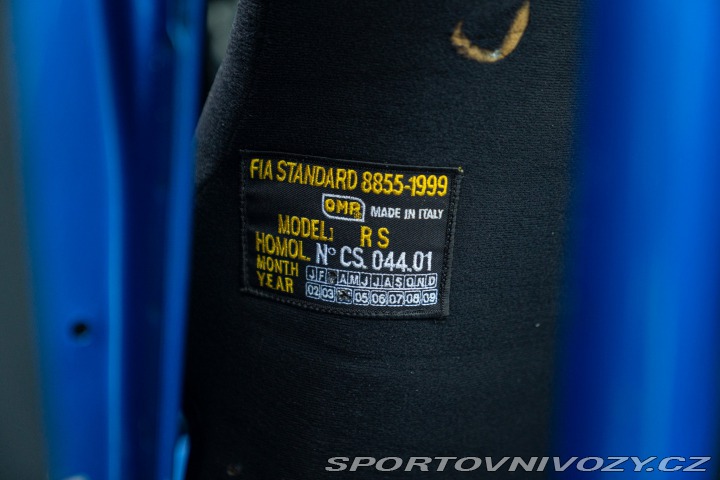 FIA STANDARD 8855-1999
OMP MADE IN ITALY
MODEL: RS
HOMOL. N° CS. 044.01
MONTH J F A M J J A S O N D
YEAR 02 03 05 06 07 08 09
SPORTOVNIVOZY.CZ